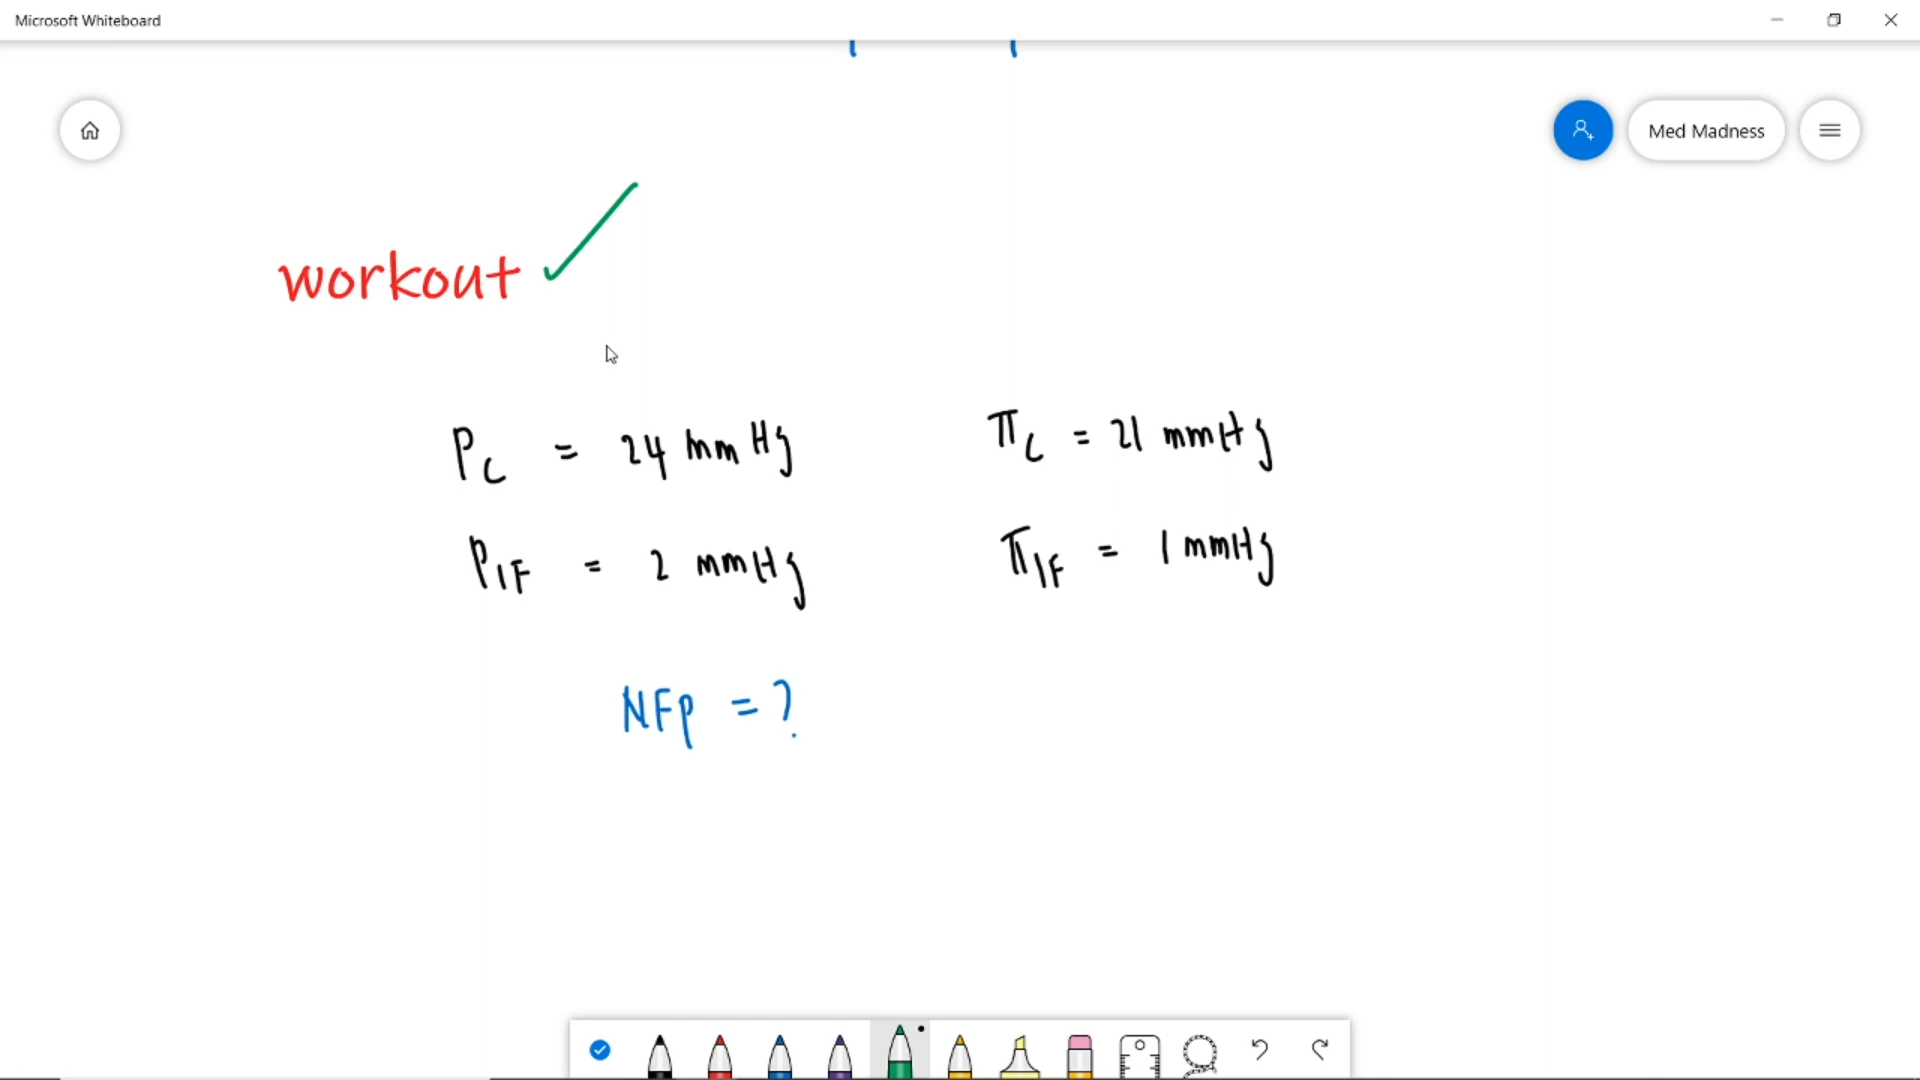 Microsoft Whiteboard
Med Madness
workout
PC = 24 mmHg
πC = 21 mmHg
PIF = 2 mmHg
πIF = 1 mmHg
NFp = ?